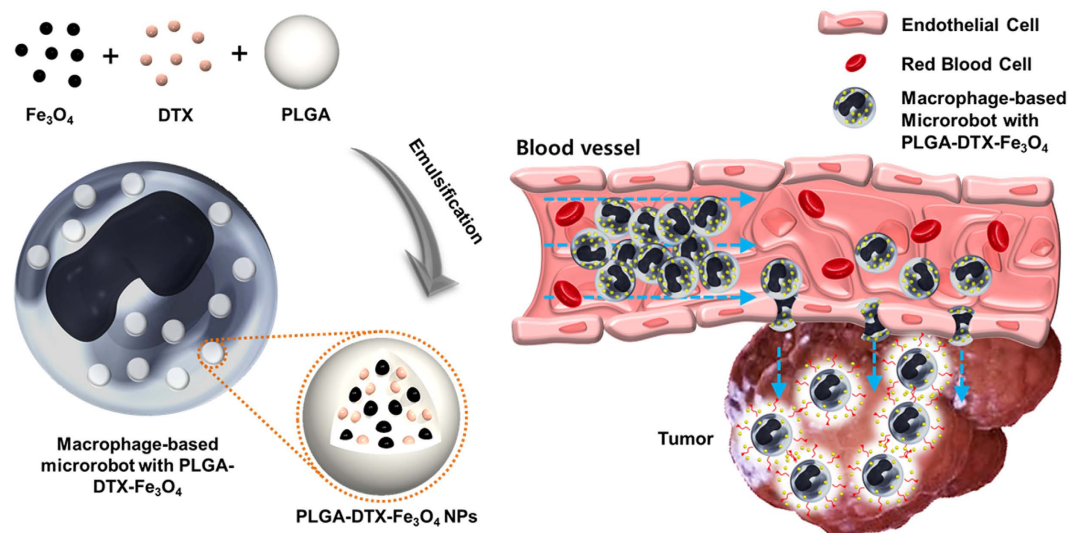 +
+
Fe₃O₄
DTX
PLGA
Emulsification
Macrophage-based
microrobot with PLGA-
DTX-Fe₃O₄
PLGA-DTX-Fe₃O₄ NPs
Endothelial Cell
Red Blood Cell
Macrophage-based
Microrobot with
PLGA-DTX-Fe₃O₄
Blood vessel
Tumor